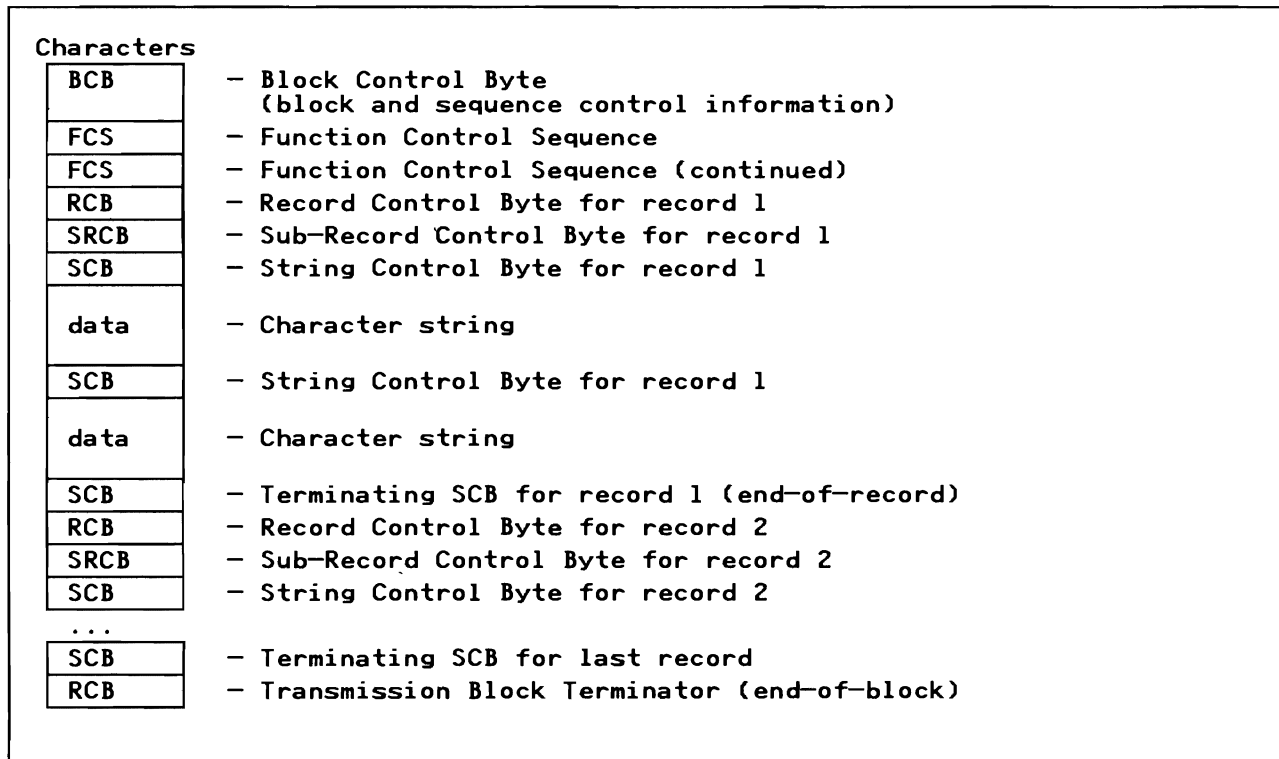 Characters
BCB – Block Control Byte
(block and sequence control information)
FCS – Function Control Sequence
FCS – Function Control Sequence (continued)
RCB – Record Control Byte for record 1
SRCB – Sub–Record Control Byte for record 1
SCB – String Control Byte for record 1
data – Character string
SCB – String Control Byte for record 1
data – Character string
SCB – Terminating SCB for record 1 (end–of–record)
RCB – Record Control Byte for record 2
SRCB – Sub–Record Control Byte for record 2
SCB – String Control Byte for record 2
...
SCB – Terminating SCB for last record
RCB – Transmission Block Terminator (end–of–block)